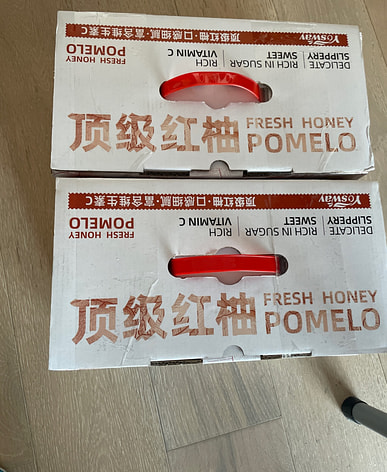 Yosway
顶级红柚·口感细腻·富含维生素C
DELICATE
SLIPPERY
RICH IN SUGAR
SWEET
RICH
VITAMIN C
FRESH HONEY
POMELO
顶级红柚
FRESH HONEY
POMELO
Yosway
顶级红柚·口感细腻·富含维生素C
DELICATE
SLIPPERY
RICH IN SUGAR
SWEET
RICH
VITAMIN C
FRESH HONEY
POMELO
顶级红柚
FRESH HONEY
POMELO